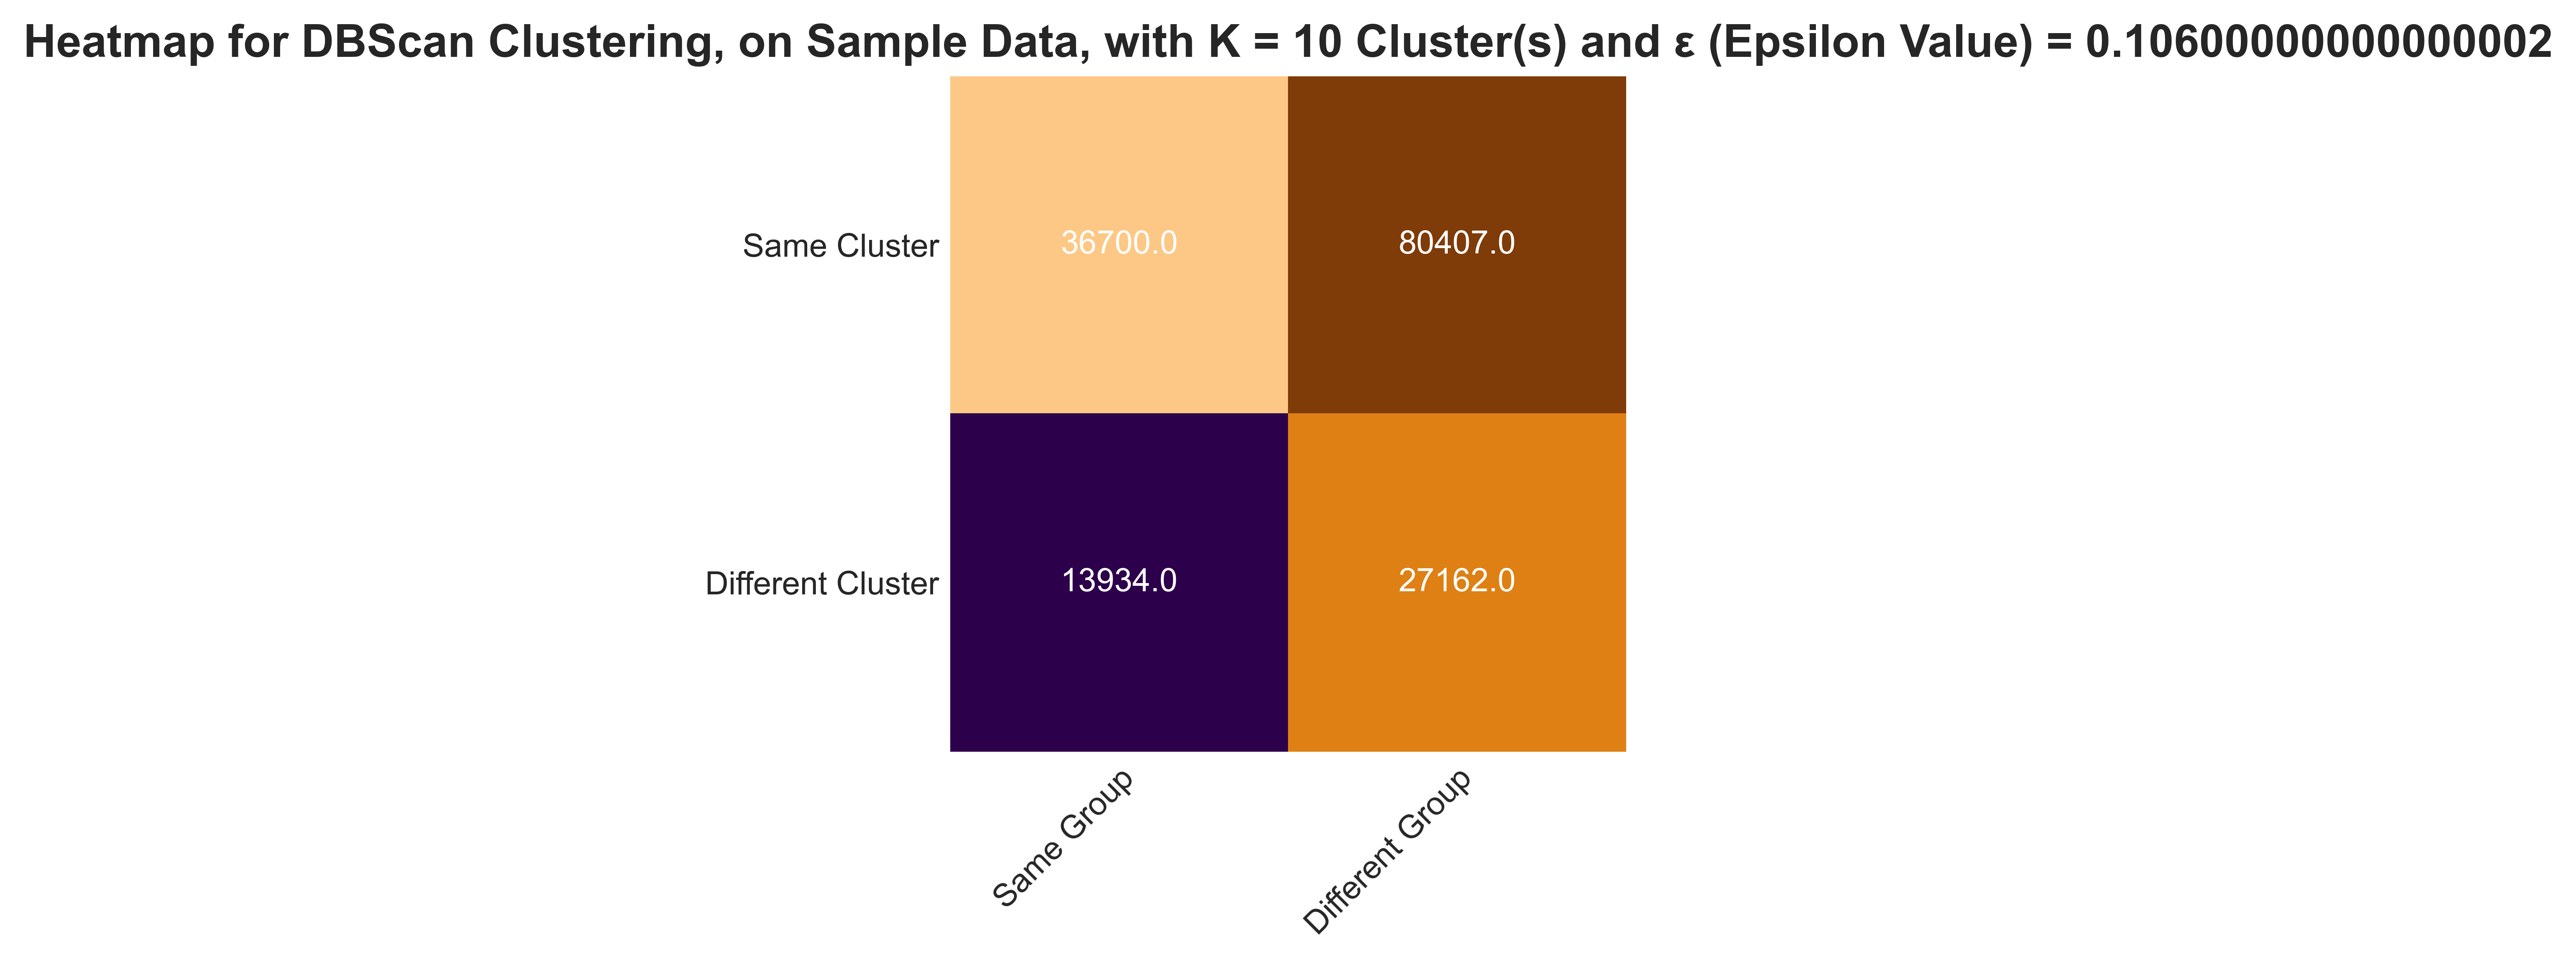 Heatmap for DBScan Clustering, on Sample Data, with K = 10 Cluster(s) and ε (Epsilon Value) = 0.10600000000000002
Same Cluster
36700.0
80407.0
Different Cluster
13934.0
27162.0
Same Group
Different Group